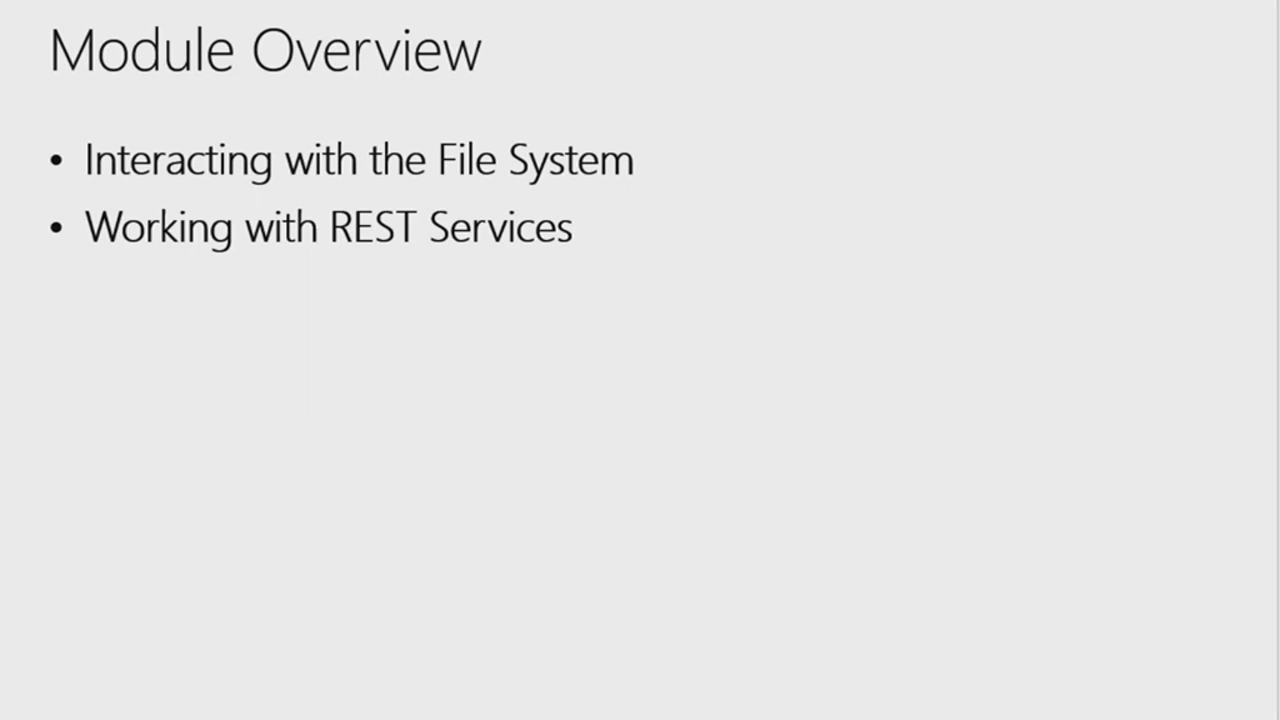 Module Overview
• Interacting with the File System
• Working with REST Services